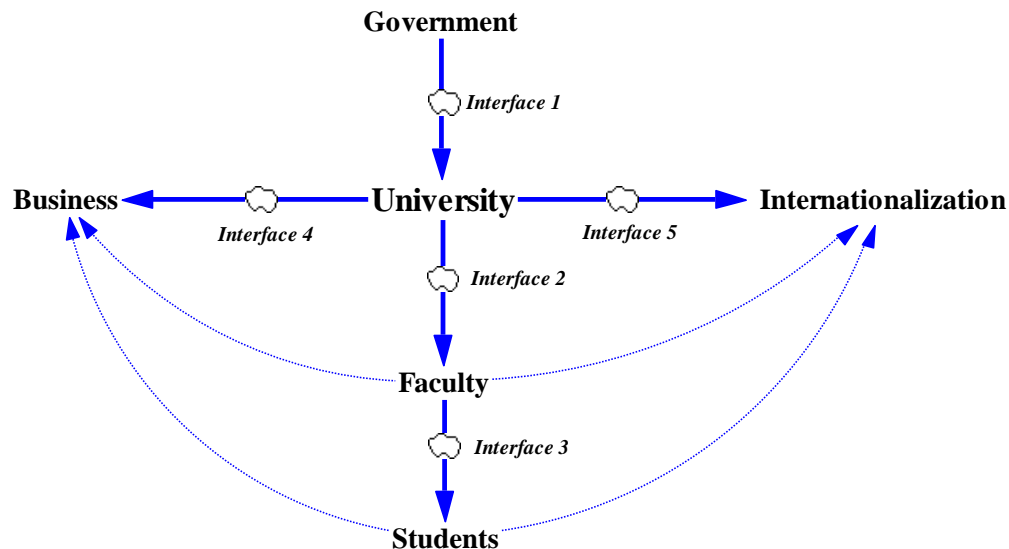 Government
Interface 1
Business
University
Internationalization
Interface 4
Interface 5
Interface 2
Faculty
Interface 3
Students